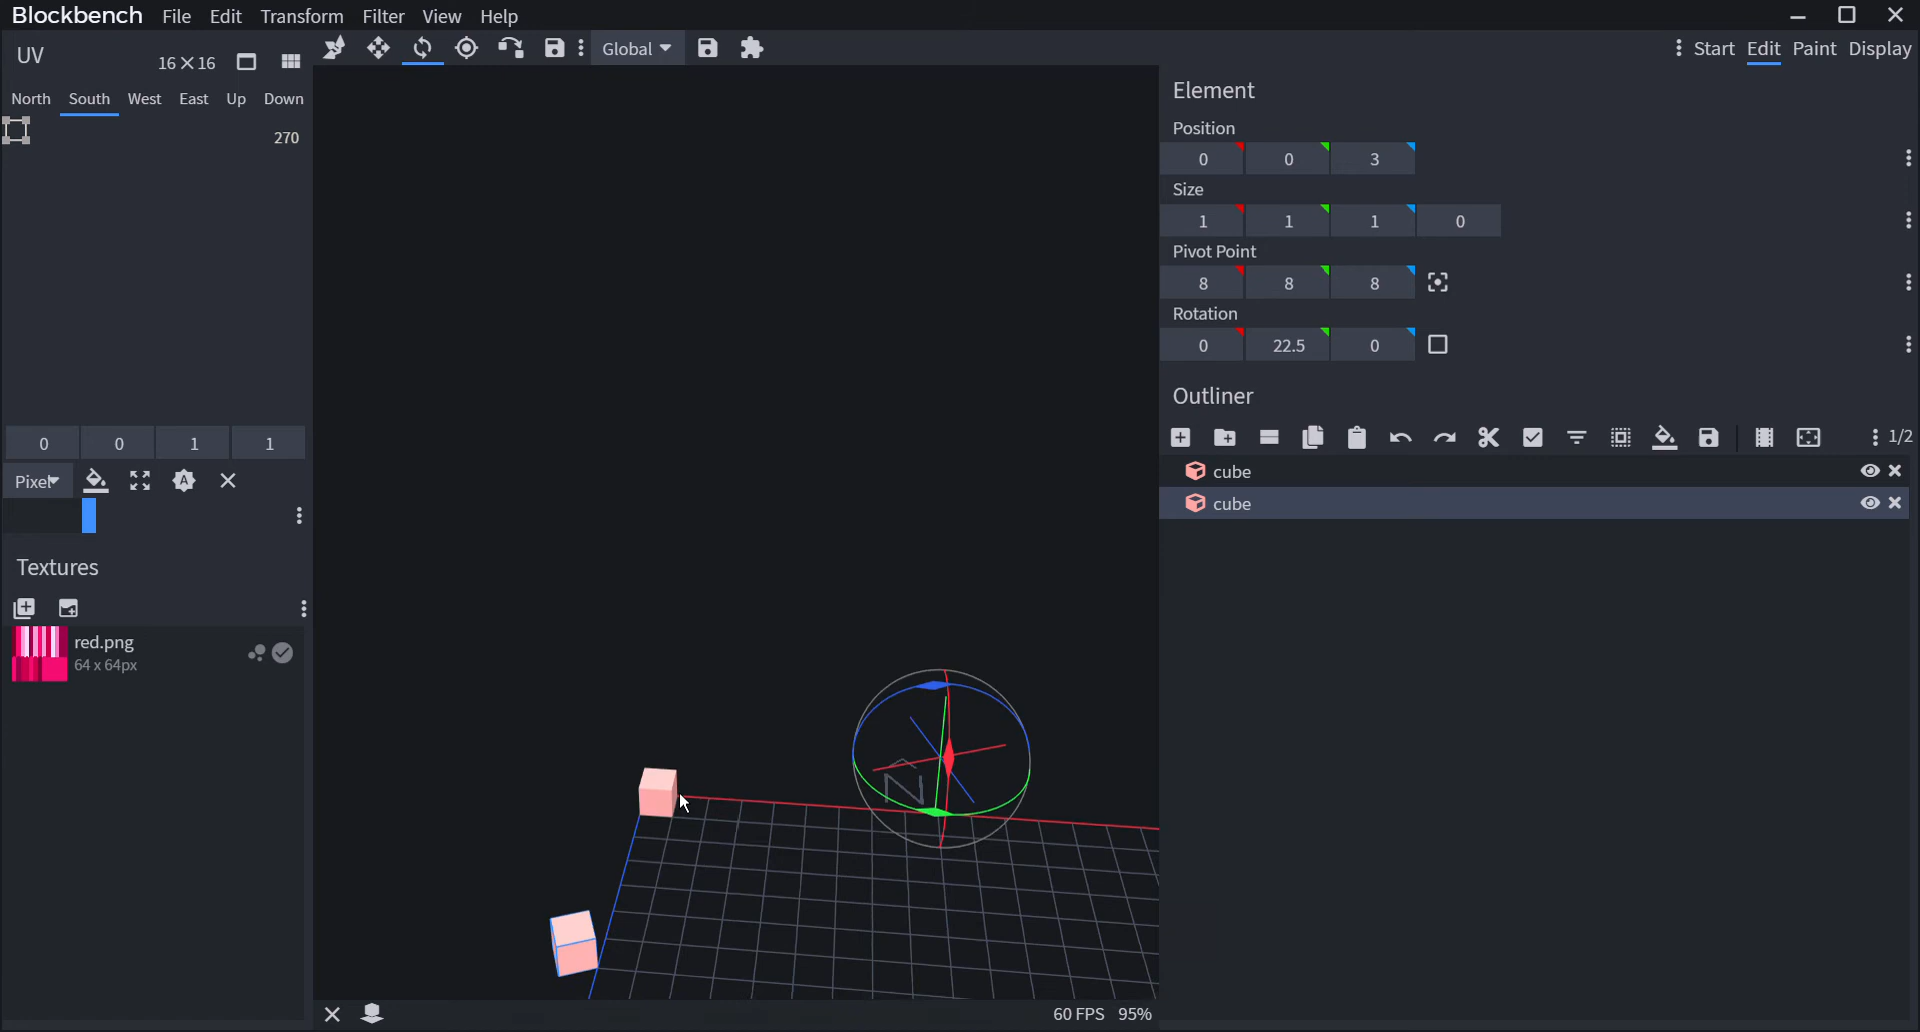 Blockbench File Edit Transform Filter View Help
Global
Start Edit Paint Display
UV
16×16
North South West East Up Down
270
0 0 1 1
Pixel
Textures
red.png
64 x 64px
N
60 FPS 95%
Element
Position
0 0 3
Size
1 1 1 0
Pivot Point
8 8 8
Rotation
0 22.5 0
Outliner
1/2
cube
cube